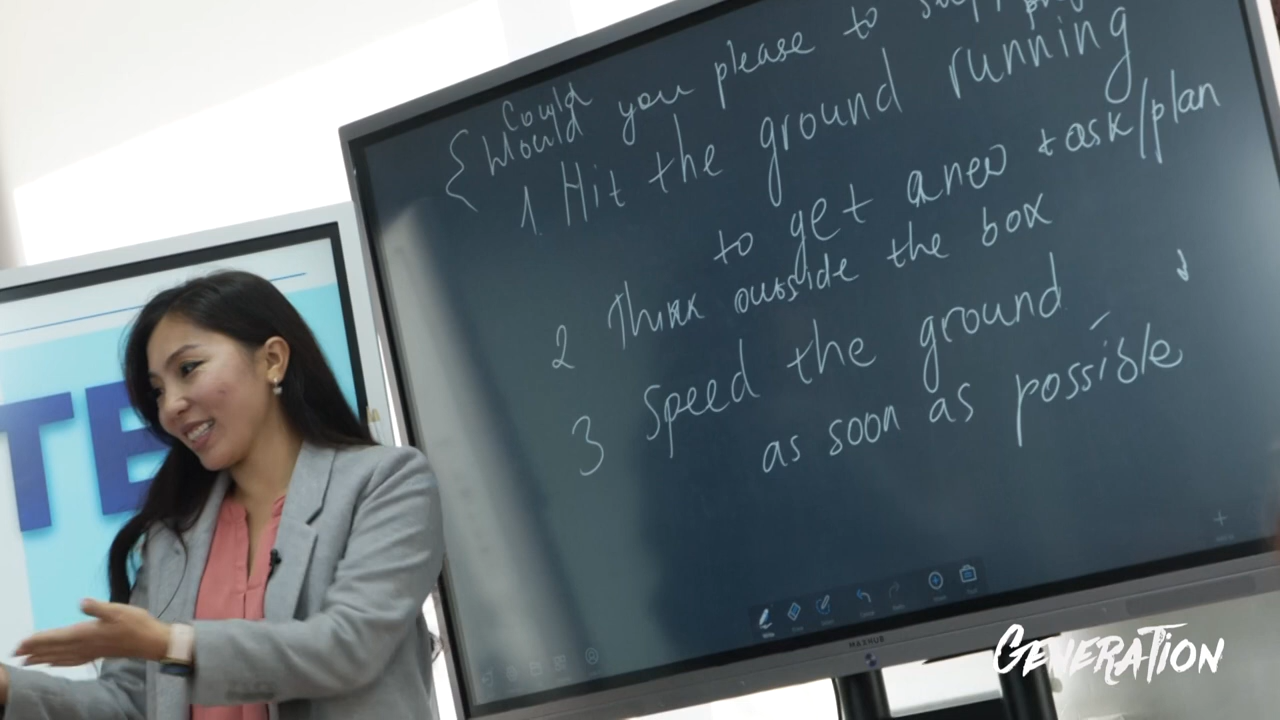 Could
{ Would you please to
1. Hit the ground running
to get a new task/plan
2 Think outside the box
3 Speed the ground
as soon as possible
TE
MAXHUB
GENERATION